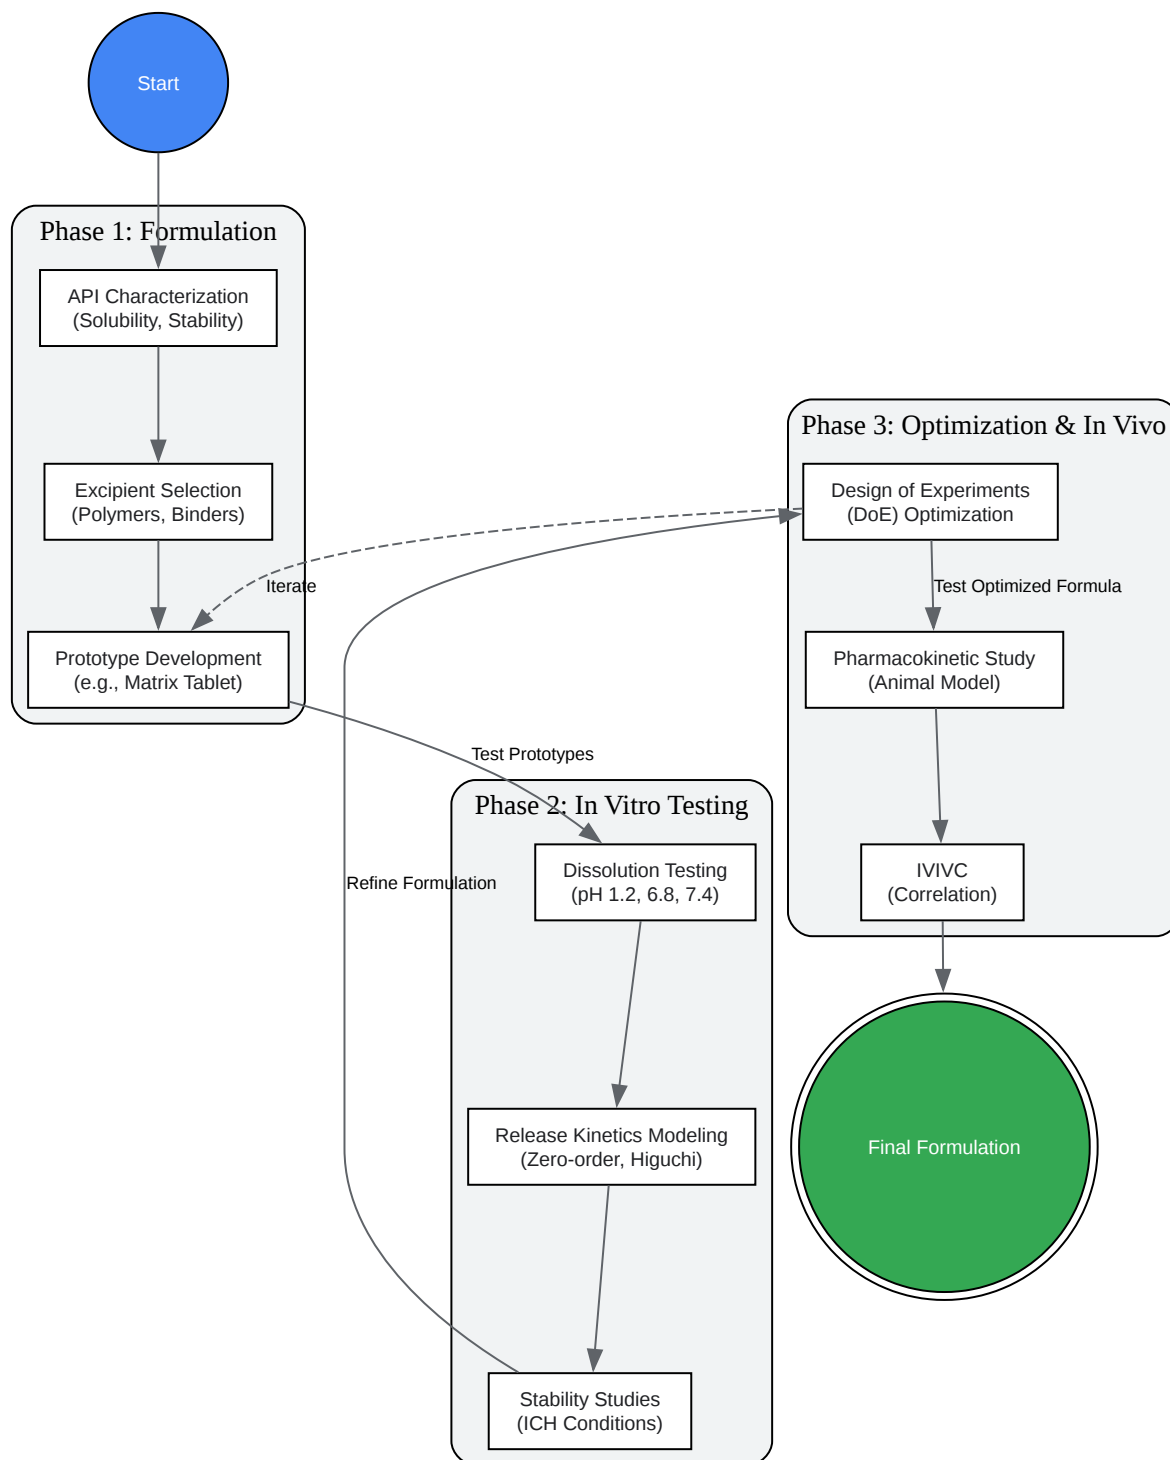 Start
Phase 1: Formulation
API Characterization
(Solubility, Stability)
Excipient Selection
(Polymers, Binders)
Iterate
Prototype Development
(e.g., Matrix Tablet)
Test Prototypes
Phase 2: In Vitro Testing
Dissolution Testing
(pH 1.2, 6.8, 7.4)
Refine Formulation
Release Kinetics Modeling
(Zero-order, Higuchi)
Stability Studies
(ICH Conditions)
Phase 3: Optimization & In Vivo
Design of Experiments
(DoE) Optimization
Test Optimized Formula
Pharmacokinetic Study
(Animal Model)
IVIVC
(Correlation)
Final Formulation